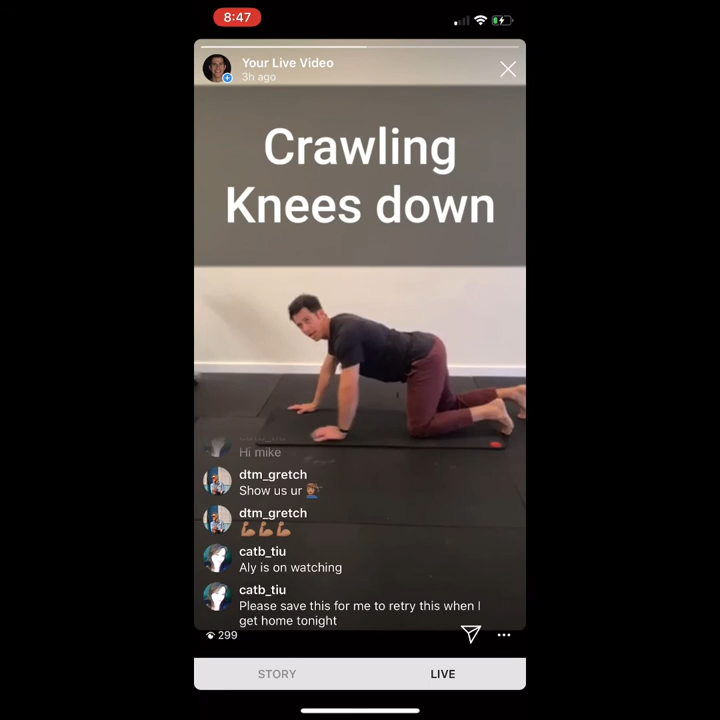 8:47
Your Live Video
3h ago
Crawling
Knees down
Hi mike
dtm_gretch
Show us ur
dtm_gretch
catb_tiu
Aly is on watching
catb_tiu
Please save this for me to retry this when I
get home tonight
299
STORY
LIVE